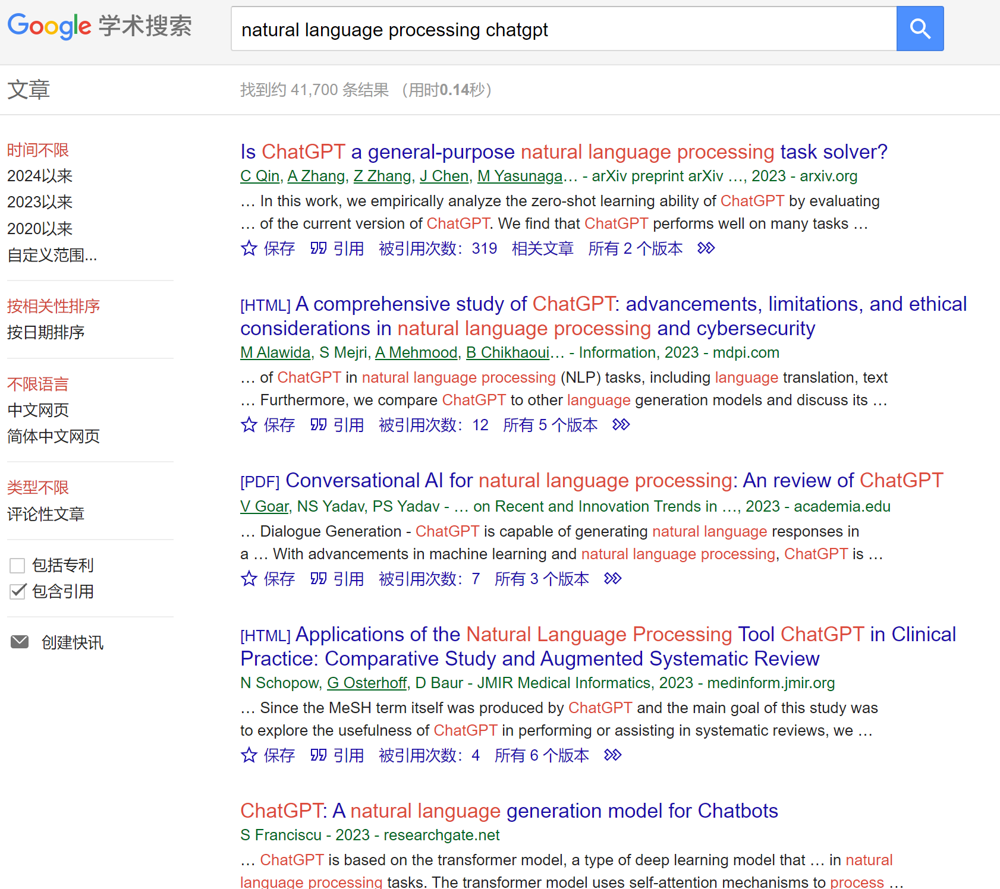 Google 学术搜索
natural language processing chatgpt
文章
找到约 41,700 条结果 （用时0.14秒）
时间不限
2024以来
2023以来
2020以来
自定义范围...
按相关性排序
按日期排序
不限语言
中文网页
简体中文网页
类型不限
评论性文章
包括专利
包含引用
创建快讯
Is ChatGPT a general-purpose natural language processing task solver?
C Qin, A Zhang, Z Zhang, J Chen, M Yasunaga… - arXiv preprint arXiv …, 2023 - arxiv.org
… In this work, we empirically analyze the zero-shot learning ability of ChatGPT by evaluating
… of the current version of ChatGPT. We find that ChatGPT performs well on many tasks …
保存 引用 被引用次数：319 相关文章 所有 2 个版本
[HTML] A comprehensive study of ChatGPT: advancements, limitations, and ethical
considerations in natural language processing and cybersecurity
M Alawida, S Mejri, A Mehmood, B Chikhaoui… - Information, 2023 - mdpi.com
… of ChatGPT in natural language processing (NLP) tasks, including language translation, text
… Furthermore, we compare ChatGPT to other language generation models and discuss its …
保存 引用 被引用次数：12 所有 5 个版本
[PDF] Conversational AI for natural language processing: An review of ChatGPT
V Goar, NS Yadav, PS Yadav - … on Recent and Innovation Trends in …, 2023 - academia.edu
… Dialogue Generation - ChatGPT is capable of generating natural language responses in
a … With advancements in machine learning and natural language processing, ChatGPT is …
保存 引用 被引用次数：7 所有 3 个版本
[HTML] Applications of the Natural Language Processing Tool ChatGPT in Clinical
Practice: Comparative Study and Augmented Systematic Review
N Schopow, G Osterhoff, D Baur - JMIR Medical Informatics, 2023 - medinform.jmir.org
… Since the MeSH term itself was produced by ChatGPT and the main goal of this study was
to explore the usefulness of ChatGPT in performing or assisting in systematic reviews, we …
保存 引用 被引用次数：4 所有 6 个版本
ChatGPT: A natural language generation model for Chatbots
S Franciscu - 2023 - researchgate.net
… ChatGPT is based on the transformer model, a type of deep learning model that … in natural
language processing tasks. The transformer model uses self-attention mechanisms to process …